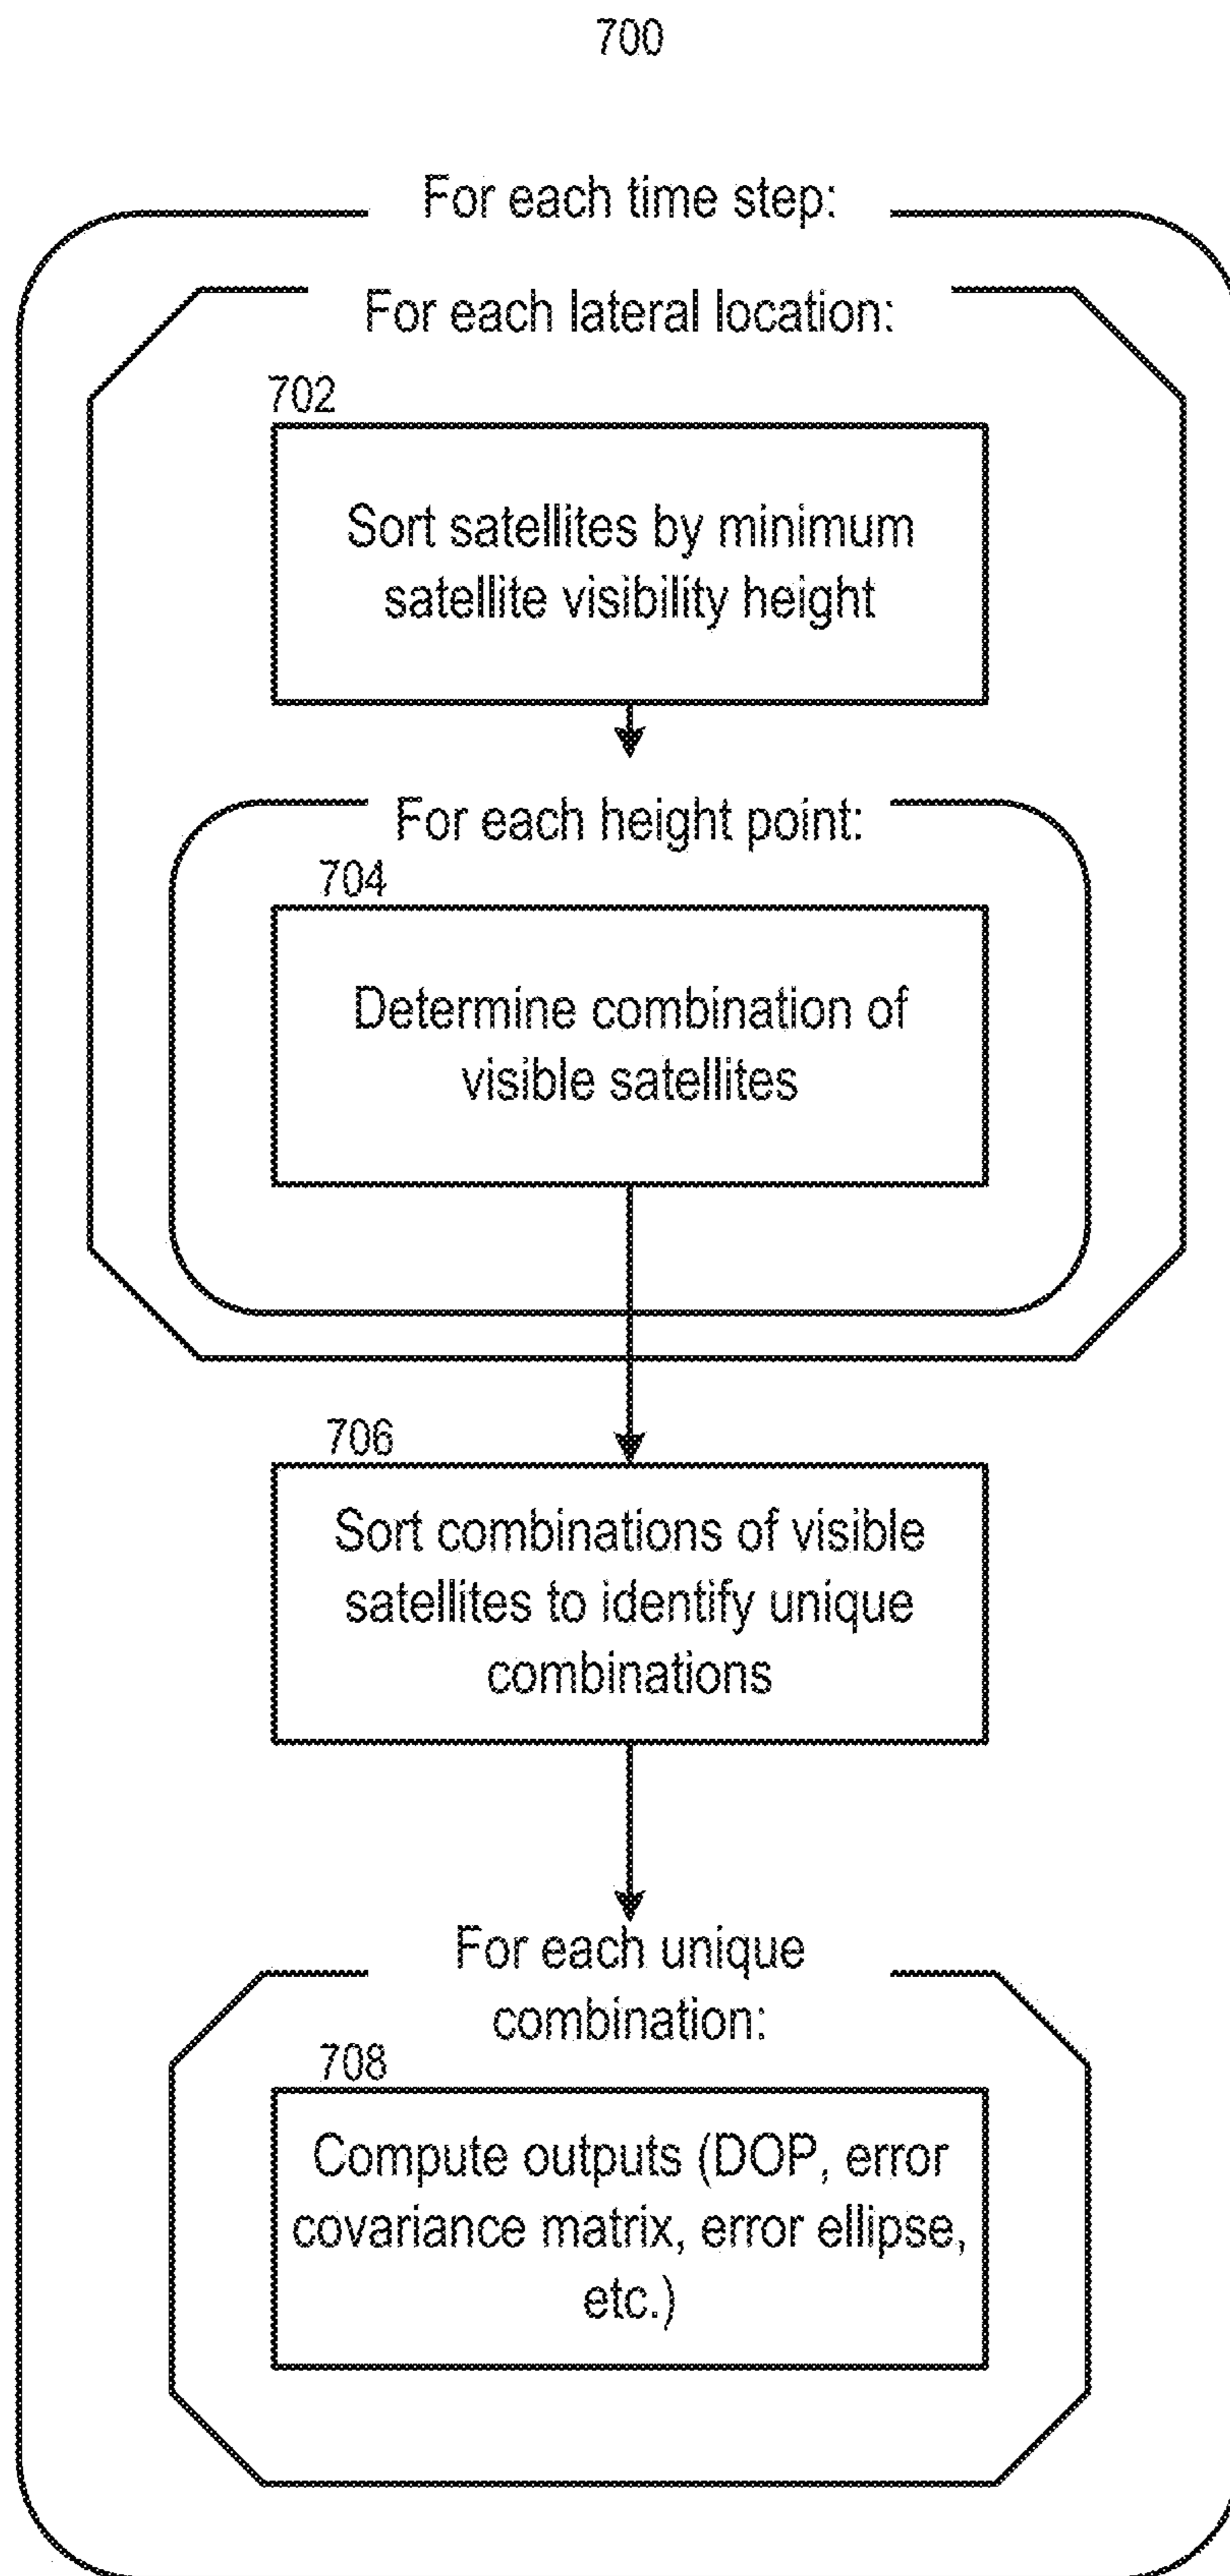 700
For each time step:
For each lateral location:
702
Sort satellites by minimum
satellite visibility height
For each height point:
704
Determine combination of
visible satellites
706
Sort combinations of visible
satellites to identify unique
combinations
For each unique
combination:
708
Compute outputs (DOP, error
covariance matrix, error ellipse,
etc.)